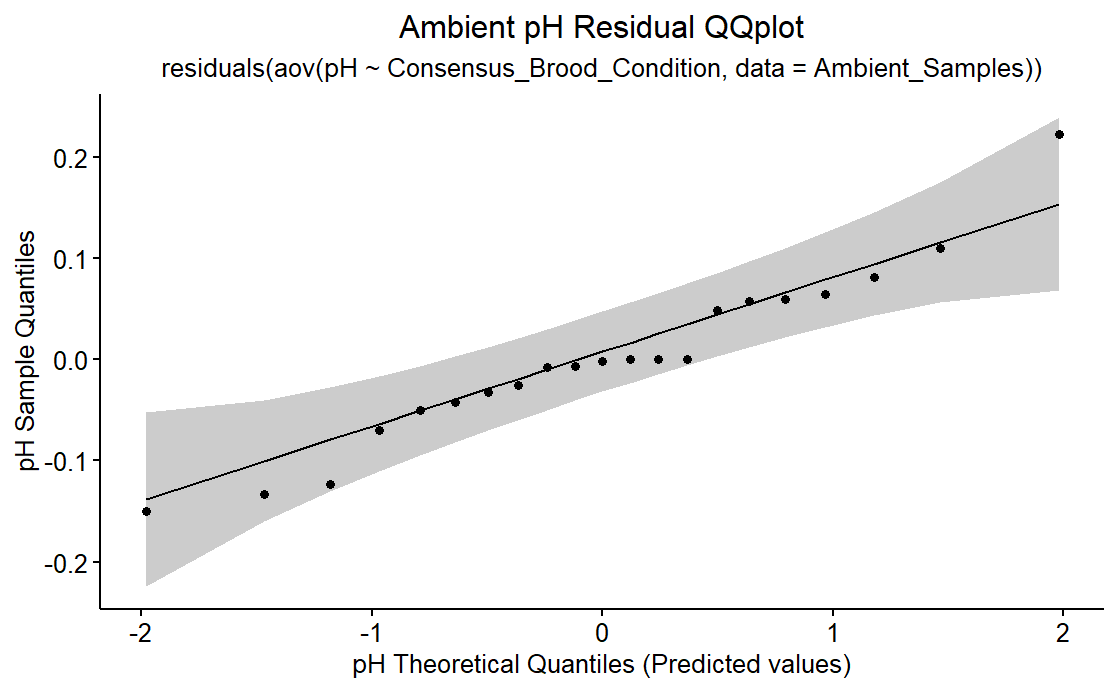 Ambient pH Residual QQplot
residuals(aov(pH ~ Consensus_Brood_Condition, data = Ambient_Samples))
pH Sample Quantiles
0.2
0.1
0.0
-0.1
-0.2
-2
-1
0
1
2
pH Theoretical Quantiles (Predicted values)